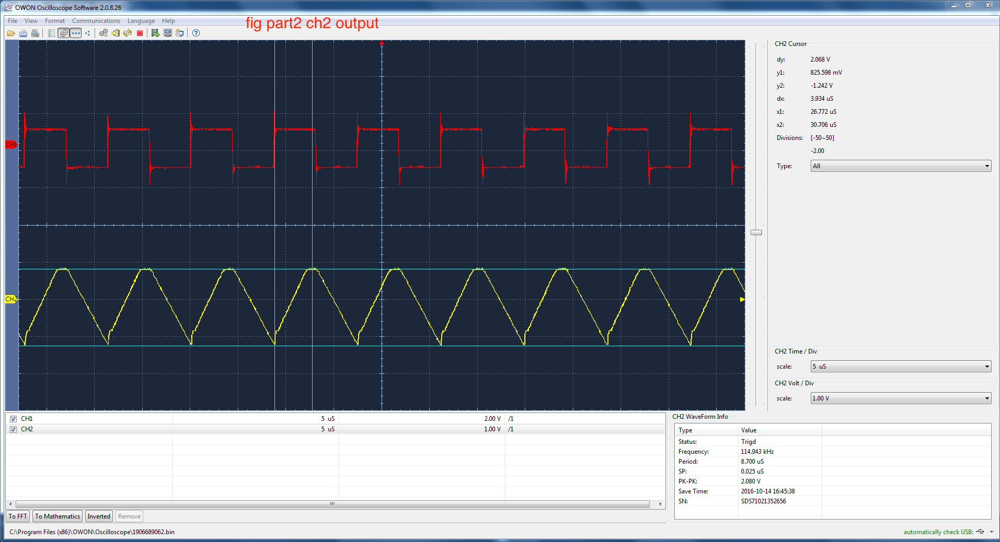 OWON Oscilloscope Software 2.0.8.26
File View Format Communications Language Help
fig part2 ch2 output
CH1
CH2
CH2 Cursor
dy: 2.068 V
y1: 825.598 mV
y2: -1.242 V
dx: 3.934 uS
x1: 26.772 uS
x2: 30.706 uS
Divisions: [-50~50]
-2.00
Type: All
CH2 Time / Div
scale: 5 uS
CH2 Volt / Div
scale: 1.00 V
CH1 5 uS 2.00 V /1
CH2 5 uS 1.00 V /1
CH2 WaveForm Info
Type Value
Status: Trigd
Frequency: 114.943 kHz
Period: 8.700 uS
SP: 0.025 uS
PK-PK: 2.080 V
Save Time: 2016-10-14 16:45:38
SN: SDS71021352656
To FFT To Mathematics Inverted Remove
C:\Program Files (x86)\OWON\Oscilloscope\1906689062.bin
automatically check USB: